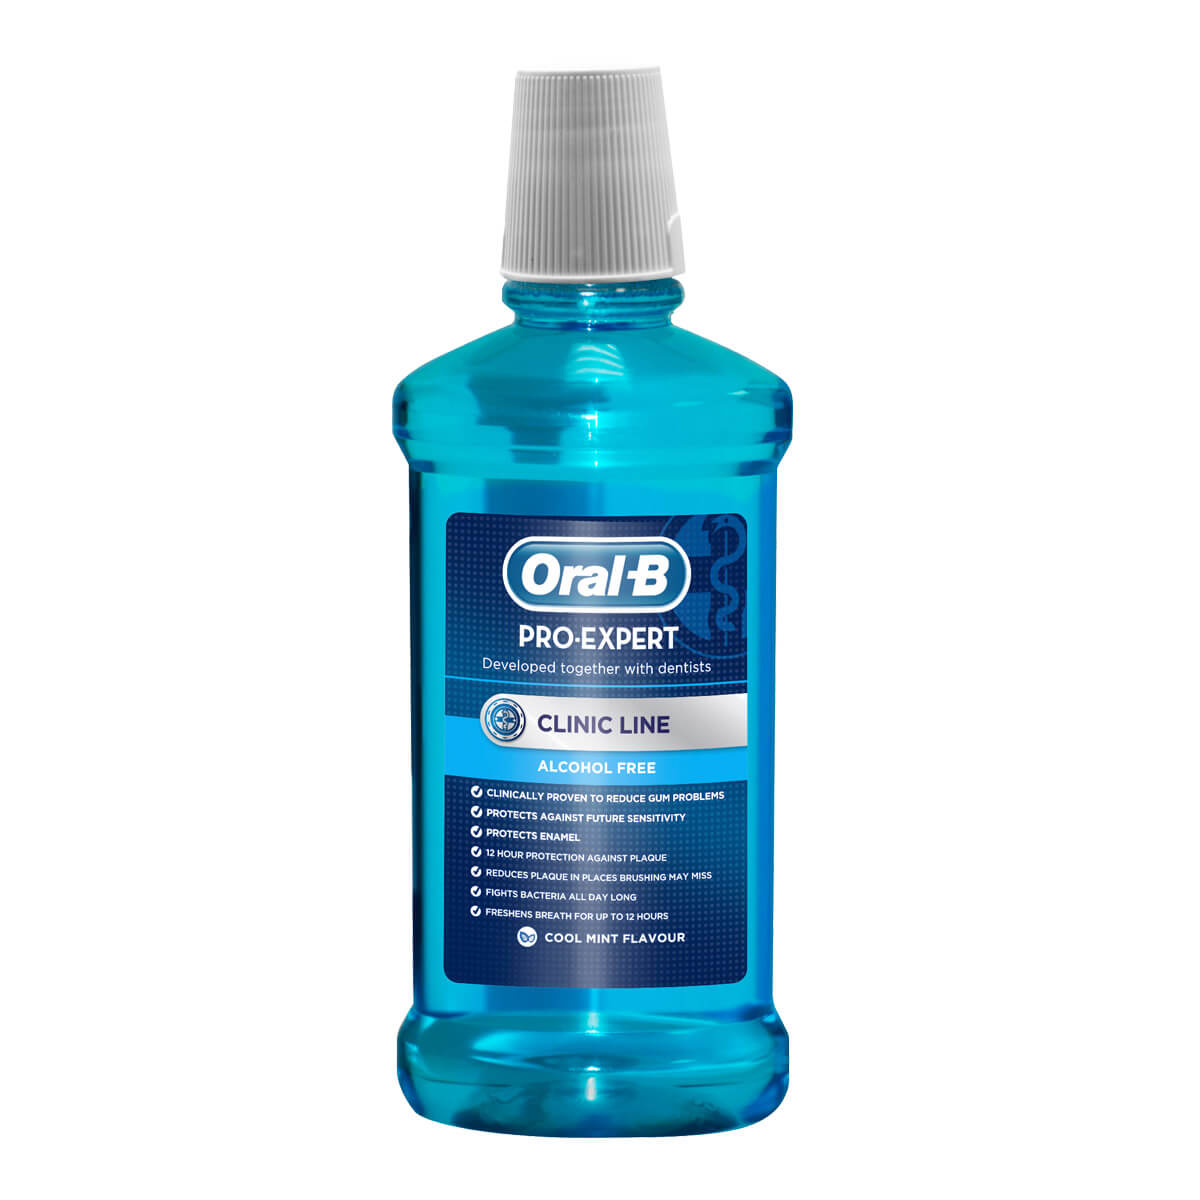 Oral-B
PRO-EXPERT
Developed together with dentists
CLINIC LINE
ALCOHOL FREE
CLINICALLY PROVEN TO REDUCE GUM PROBLEMS
PROTECTS AGAINST FUTURE SENSITIVITY
PROTECTS ENAMEL
12 HOUR PROTECTION AGAINST PLAQUE
REDUCES PLAQUE IN PLACES BRUSHING MAY MISS
FIGHTS BACTERIA ALL DAY LONG
FRESHENS BREATH FOR UP TO 12 HOURS
COOL MINT FLAVOUR